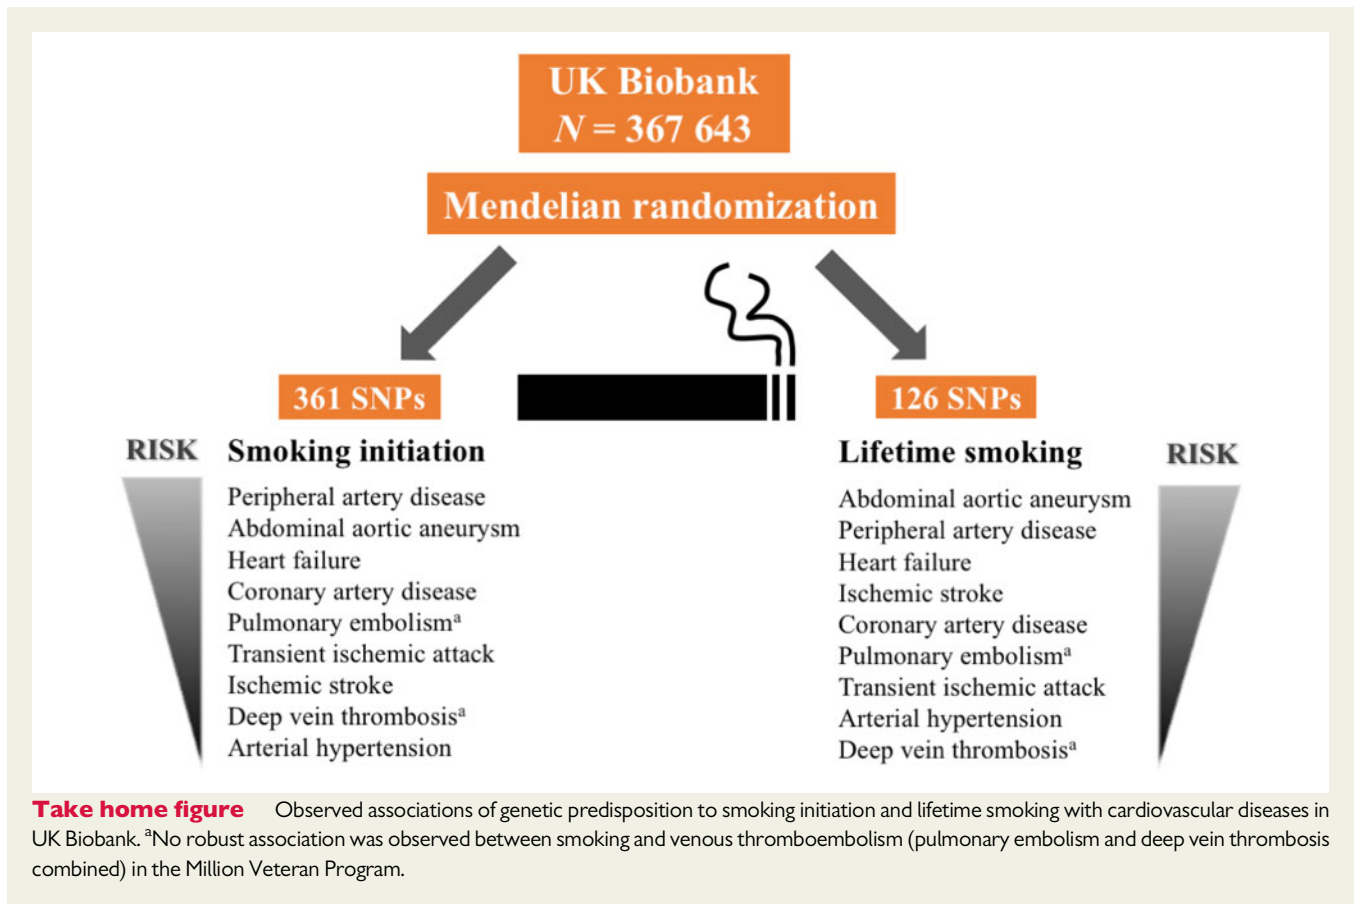 UK Biobank
N = 367 643
Mendelian randomization
361 SNPs
126 SNPs
RISK
Smoking initiation
Peripheral artery disease
Abdominal aortic aneurysm
Heart failure
Coronary artery disease
Pulmonary embolismᵃ
Transient ischemic attack
Ischemic stroke
Deep vein thrombosisᵃ
Arterial hypertension
Lifetime smoking
RISK
Abdominal aortic aneurysm
Peripheral artery disease
Heart failure
Ischemic stroke
Coronary artery disease
Pulmonary embolismᵃ
Transient ischemic attack
Arterial hypertension
Deep vein thrombosisᵃ
Take home figure Observed associations of genetic predisposition to smoking initiation and lifetime smoking with cardiovascular diseases in
UK Biobank. ᵃNo robust association was observed between smoking and venous thromboembolism (pulmonary embolism and deep vein thrombosis
combined) in the Million Veteran Program.